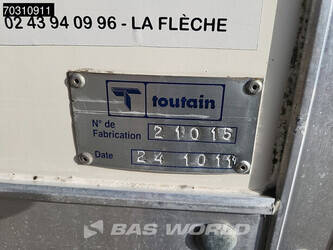 70310911
02 43 94 09 96 - LA FLÈCHE
T toutain
N° de
Fabrication 21015
Date 24 10 11
BAS WORLD